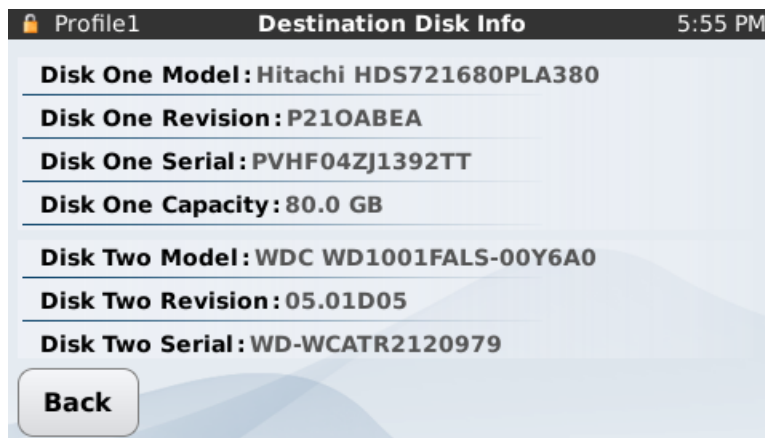 Profile1 Destination Disk Info 5:55 PM
Disk One Model: Hitachi HDS721680PLA380
Disk One Revision: P21OABEA
Disk One Serial: PVHF04ZJ1392TT
Disk One Capacity: 80.0 GB
Disk Two Model: WDC WD1001FALS-00Y6A0
Disk Two Revision: 05.01D05
Disk Two Serial: WD-WCATR2120979
Back